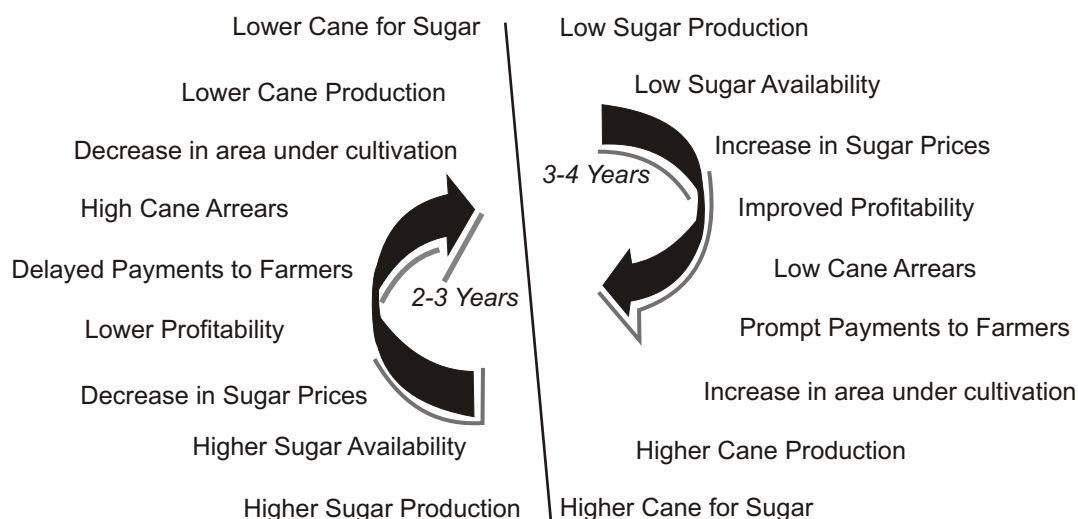 Lower Cane for Sugar
Lower Cane Production
Decrease in area under cultivation
High Cane Arrears
Delayed Payments to Farmers
2-3 Years
Lower Profitability
Decrease in Sugar Prices
Higher Sugar Availability
Higher Sugar Production
Low Sugar Production
Low Sugar Availability
Increase in Sugar Prices
3-4 Years
Improved Profitability
Low Cane Arrears
Prompt Payments to Farmers
Increase in area under cultivation
Higher Cane Production
Higher Cane for Sugar